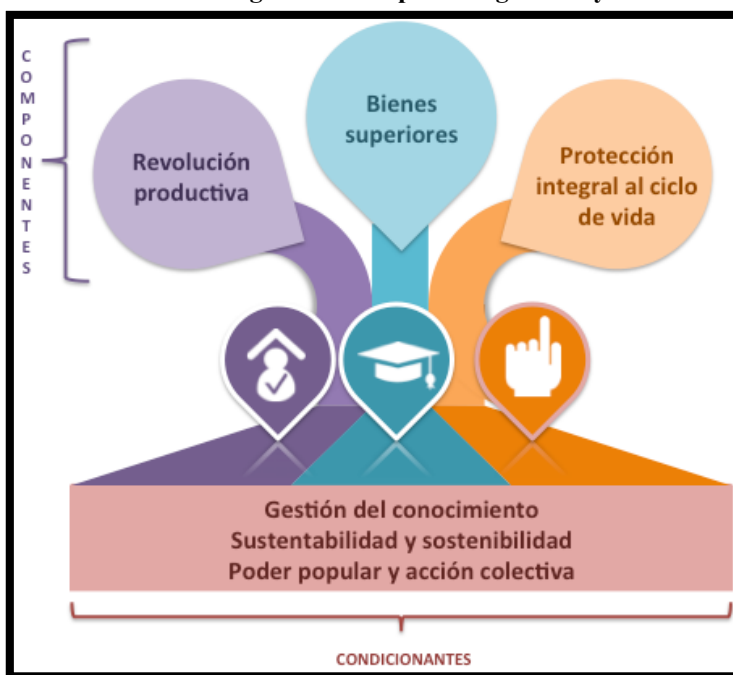 COMPONENTES
Bienes
superiores
Revolución
productiva
Protección
integral al ciclo
de vida
Gestión del conocimiento
Sustentabilidad y sostenibilidad
Poder popular y acción colectiva
CONDICIONANTES